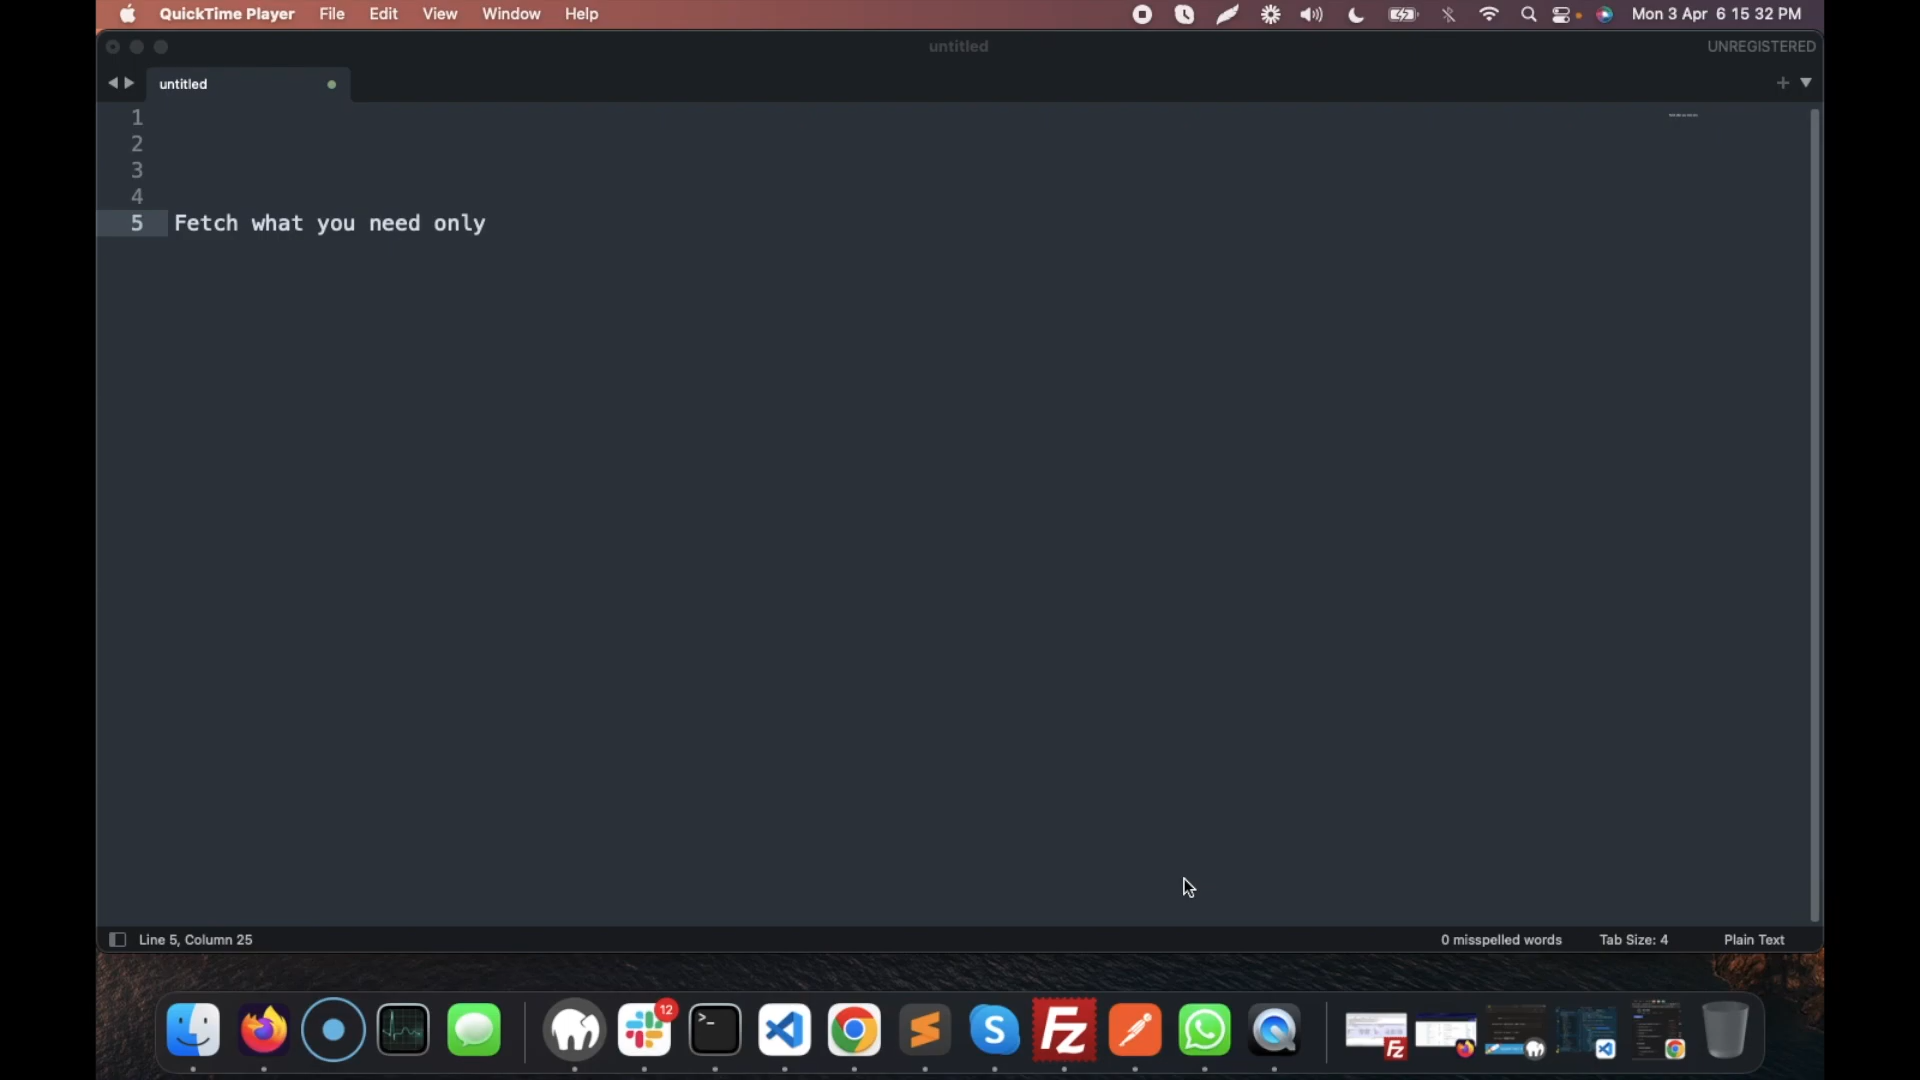 QuickTime Player File Edit View Window Help Mon 3 Apr 6 15 32 PM
untitled UNREGISTERED
untitled
1
2
3
4
5 Fetch what you need only
Line 5, Column 25 0 misspelled words Tab Size: 4 Plain Text
12
>_
S
Fz
Fz